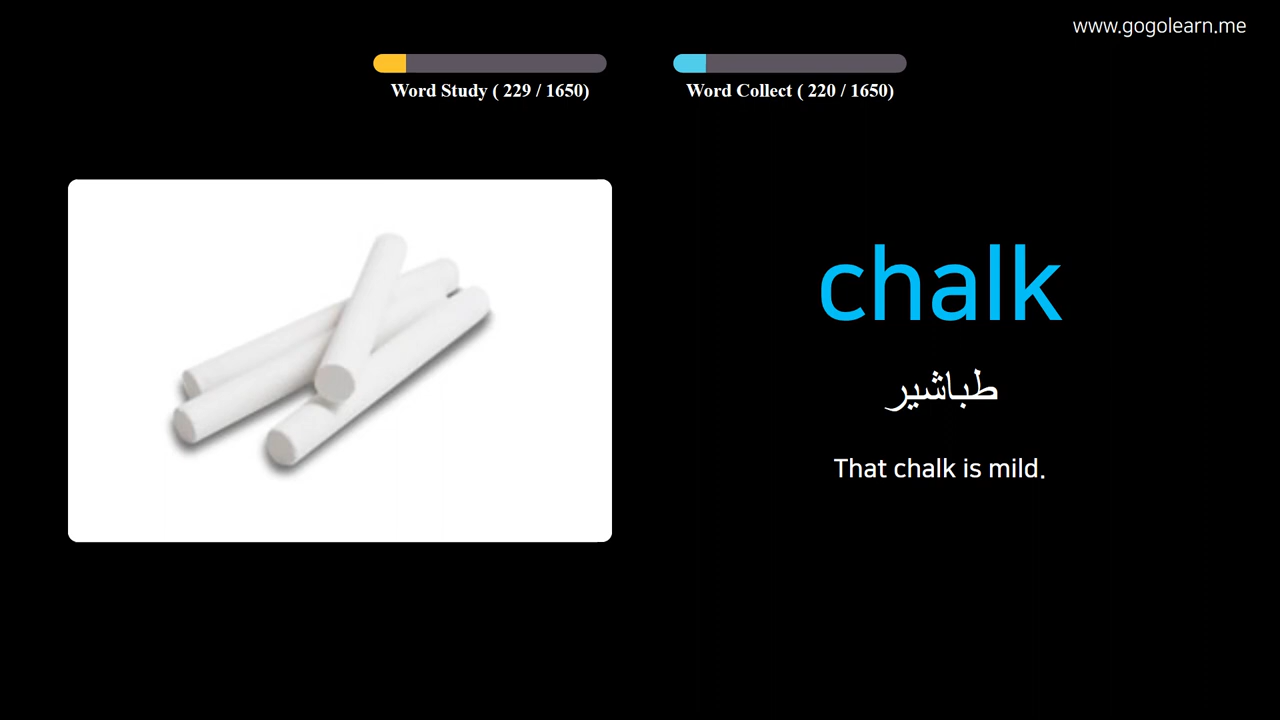 www.gogolearn.me
Word Study ( 229 / 1650)
Word Collect ( 220 / 1650)
chalk
طباشير
That chalk is mild.